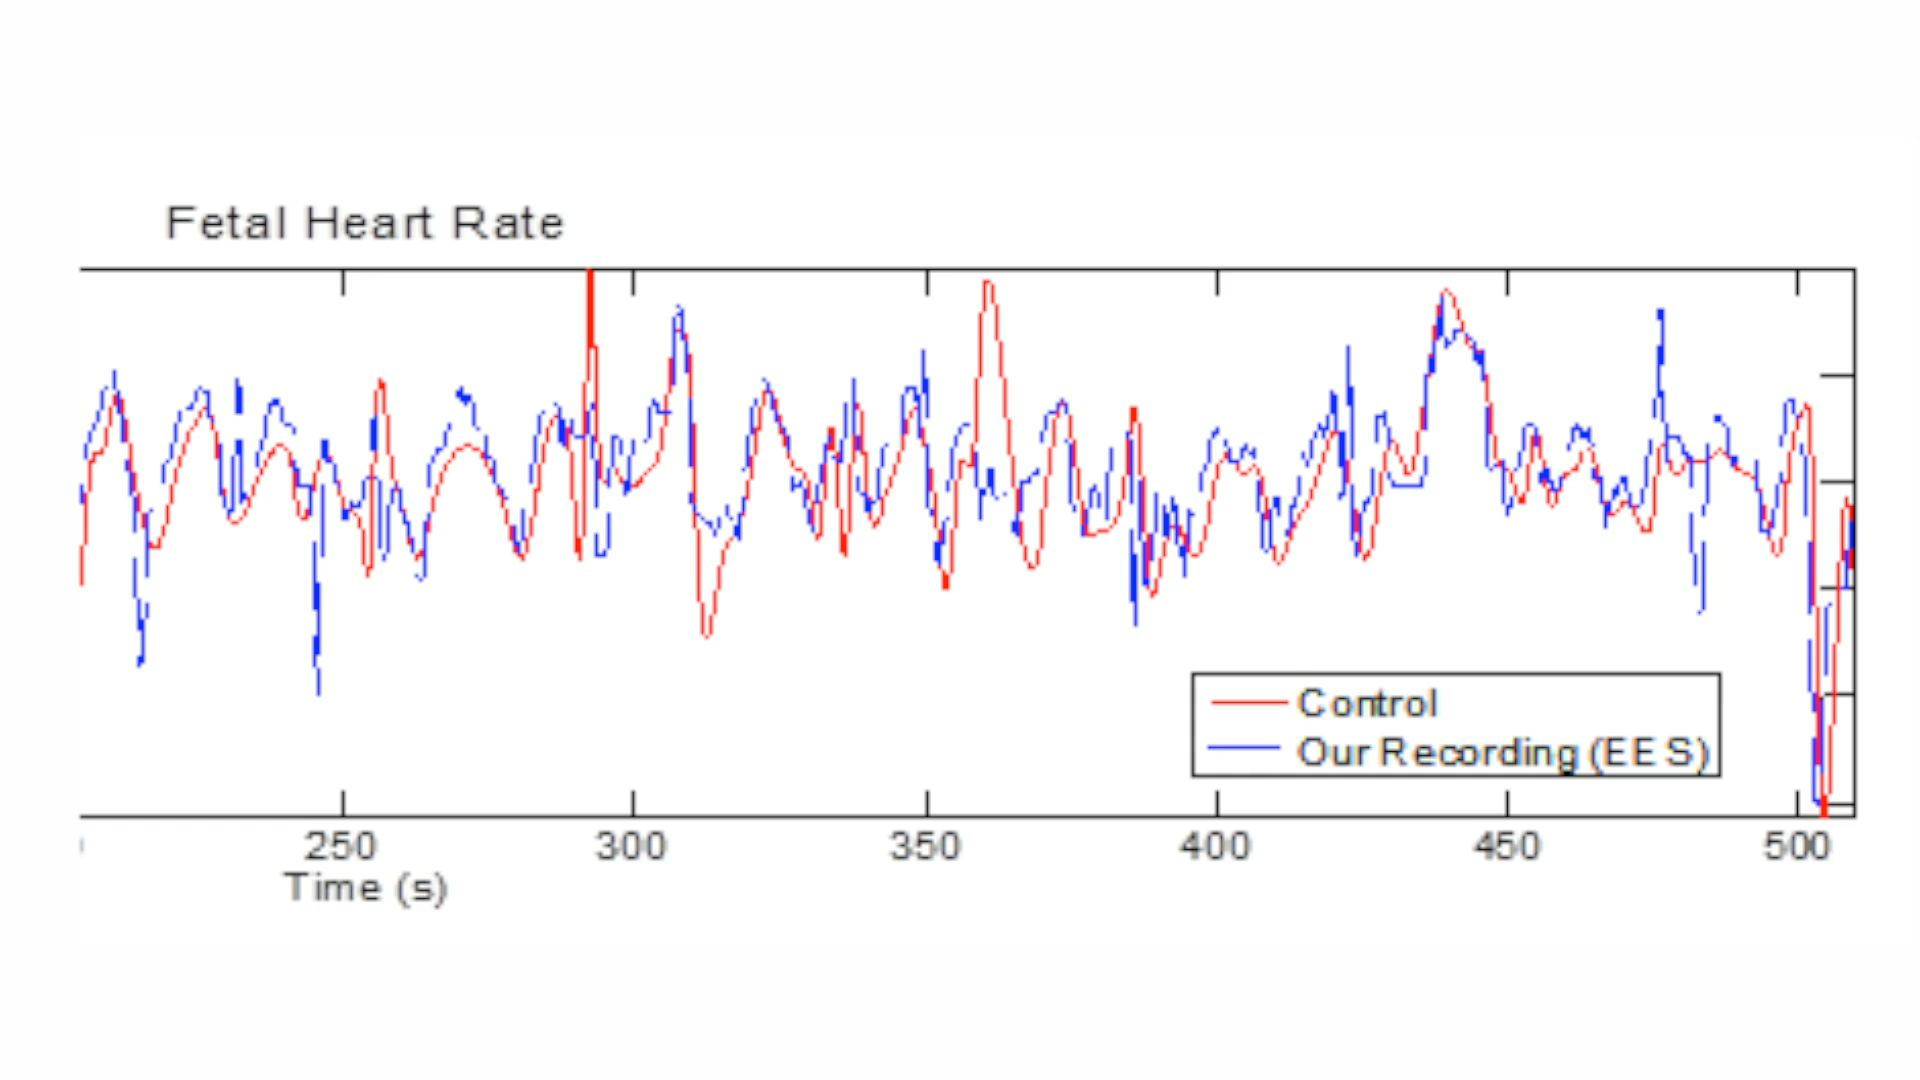 Fetal Heart Rate
Control
Our Recording (EES)
250 300 350 400 450 500
Time (s)